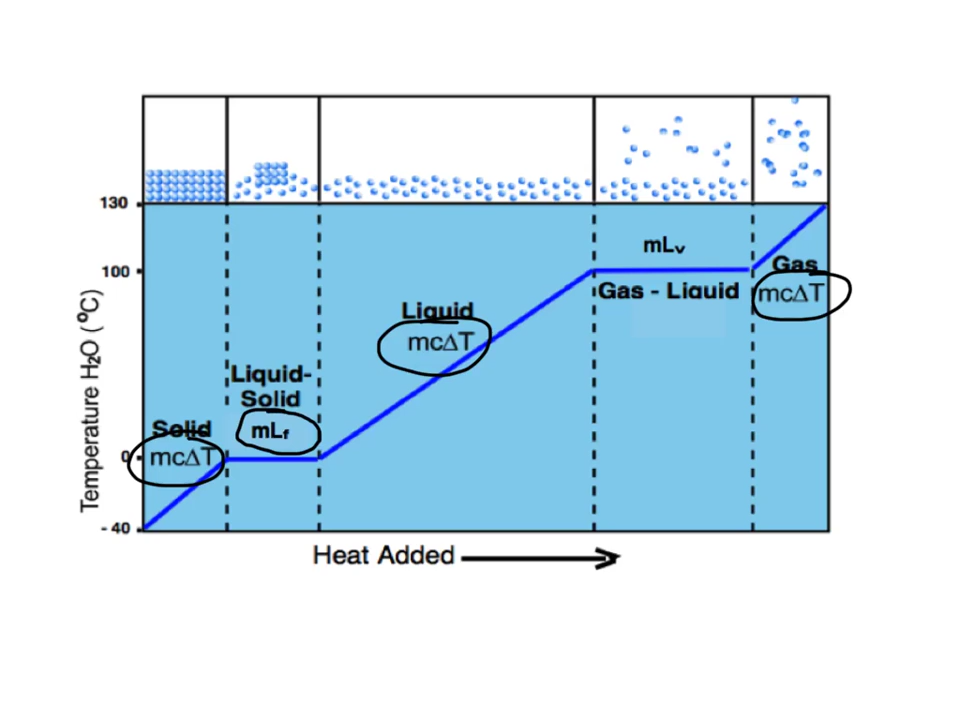 130
mLᵥ
Gas
100
Gas - Liquid
mcΔT
Liquid
mcΔT
Liquid-
Solid
mLf
Solid
mcΔT
0
- 40
Temperature H₂O (⁰C)
Heat Added